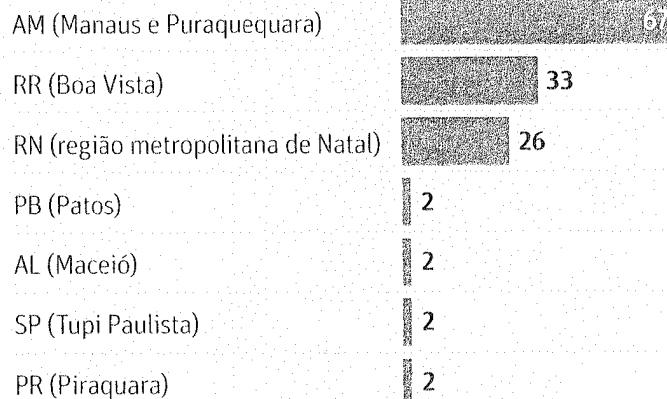 AM (Manaus e Puraquequara) 67
RR (Boa Vista) 33
RN (região metropolitana de Natal) 26
PB (Patos) 2
AL (Maceió) 2
SP (Tupi Paulista) 2
PR (Piraquara) 2